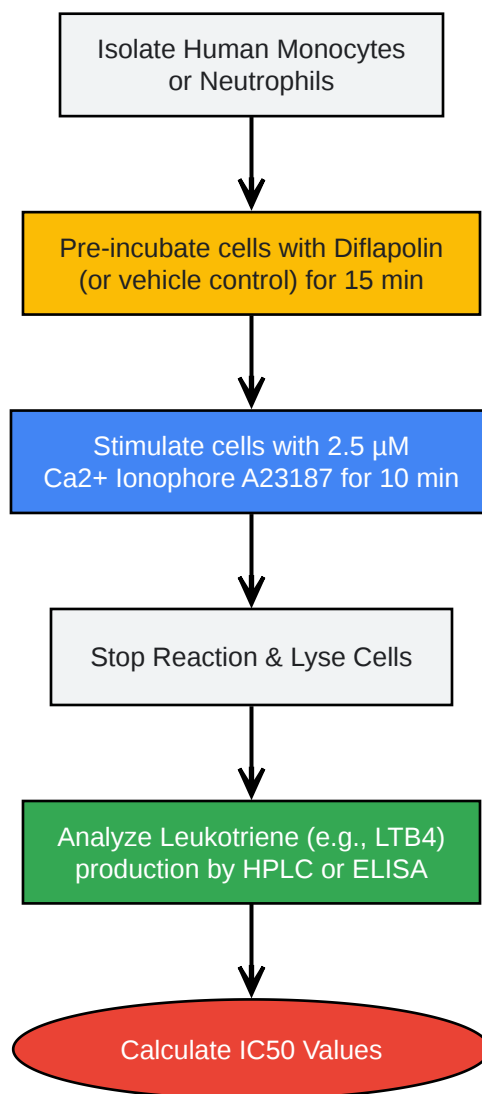 Isolate Human Monocytes
or Neutrophils
Pre-incubate cells with Diflapolin
(or vehicle control) for 15 min
Stimulate cells with 2.5 µM
Ca2+ Ionophore A23187 for 10 min
Stop Reaction & Lyse Cells
Analyze Leukotriene (e.g., LTB4)
production by HPLC or ELISA
Calculate IC50 Values